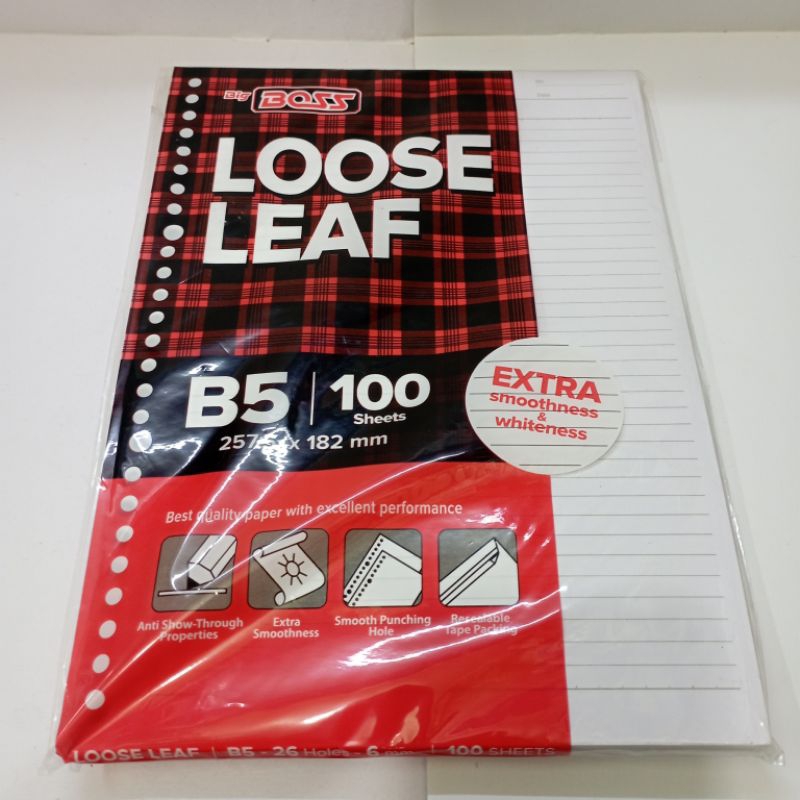 Big BOSS
LOOSE
LEAF
B5 | 100
Sheets
257 x 182 mm
EXTRA
smoothness
&
whiteness
Best quality paper with excellent performance
Anti Show-Through
Properties
Extra
Smoothness
Smooth Punching
Hole
Resealable
Tape Packing
LOOSE LEAF | B5 - 26 Holes - 6 mm | 100 SHEETS